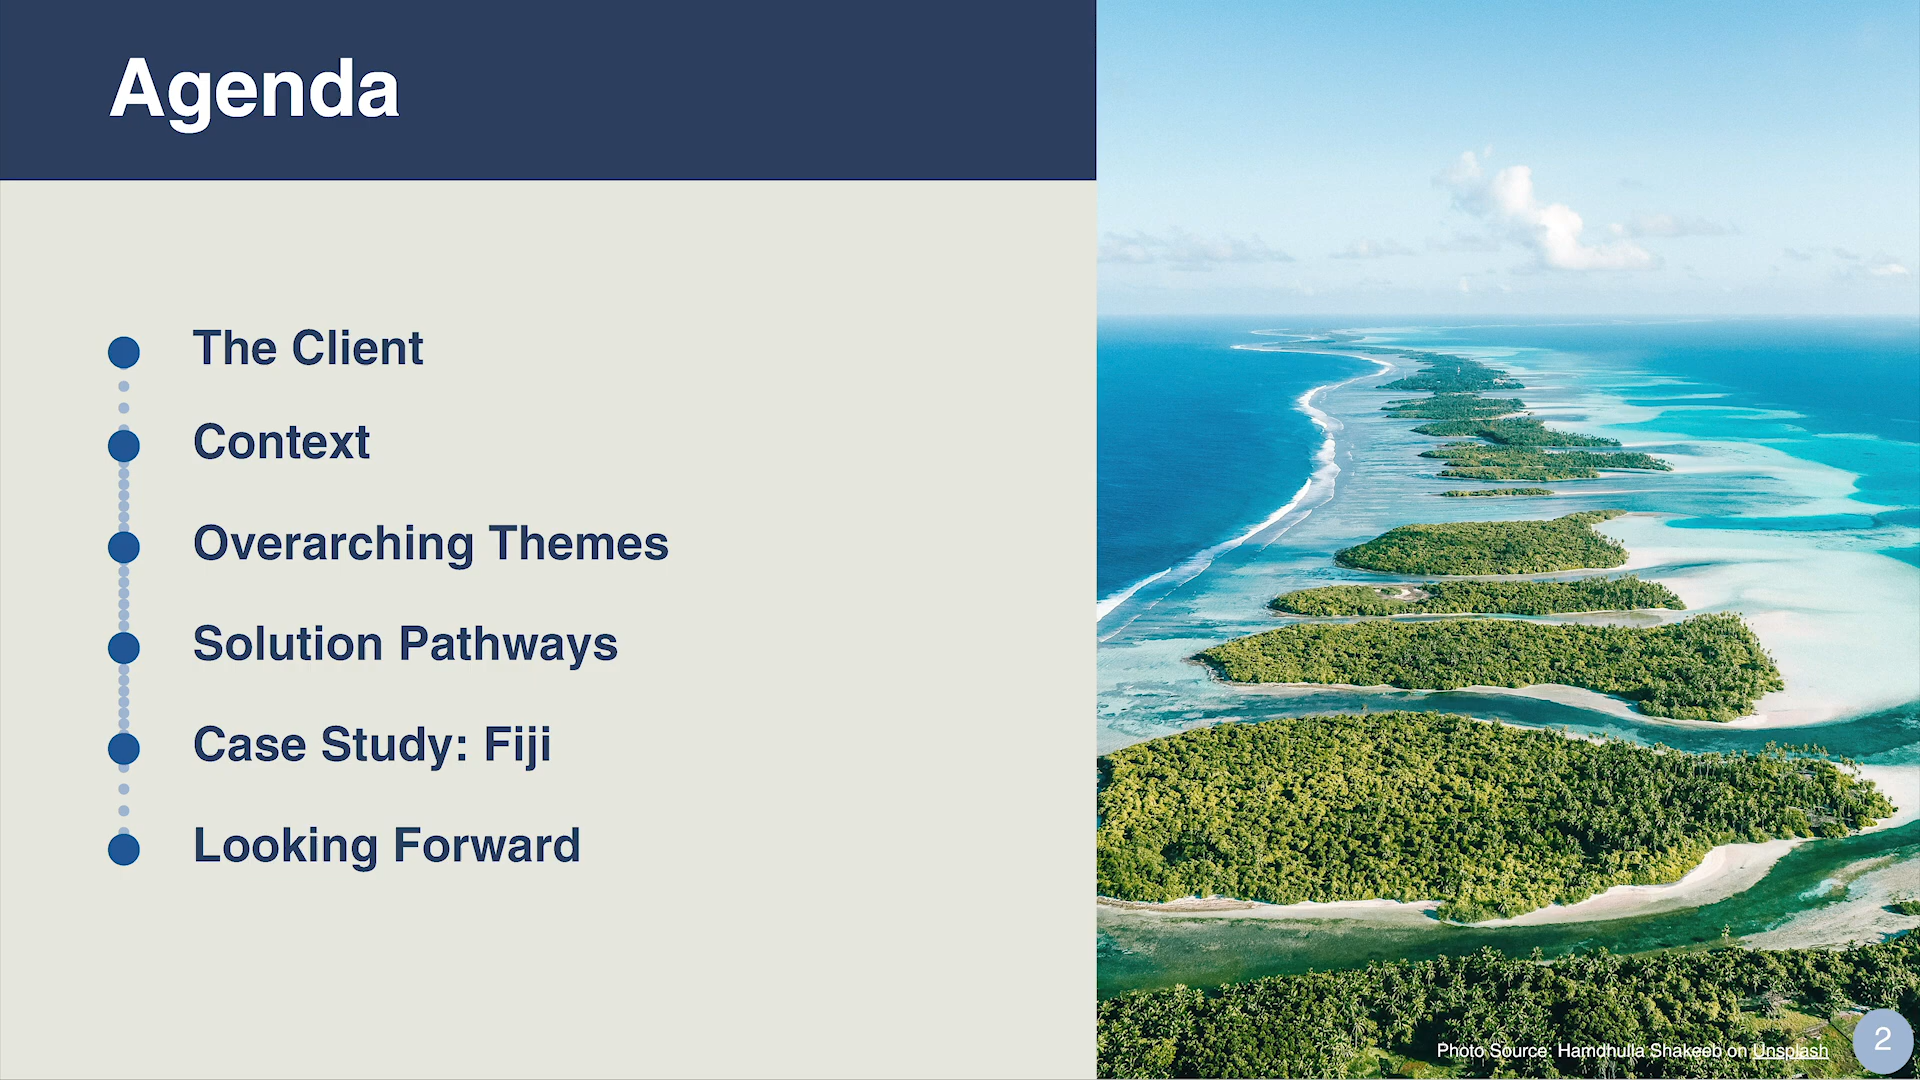 Agenda
The Client
Context
Overarching Themes
Solution Pathways
Case Study: Fiji
Looking Forward
Photo Source: Hamdhulla Shakeeb on Unsplash
2